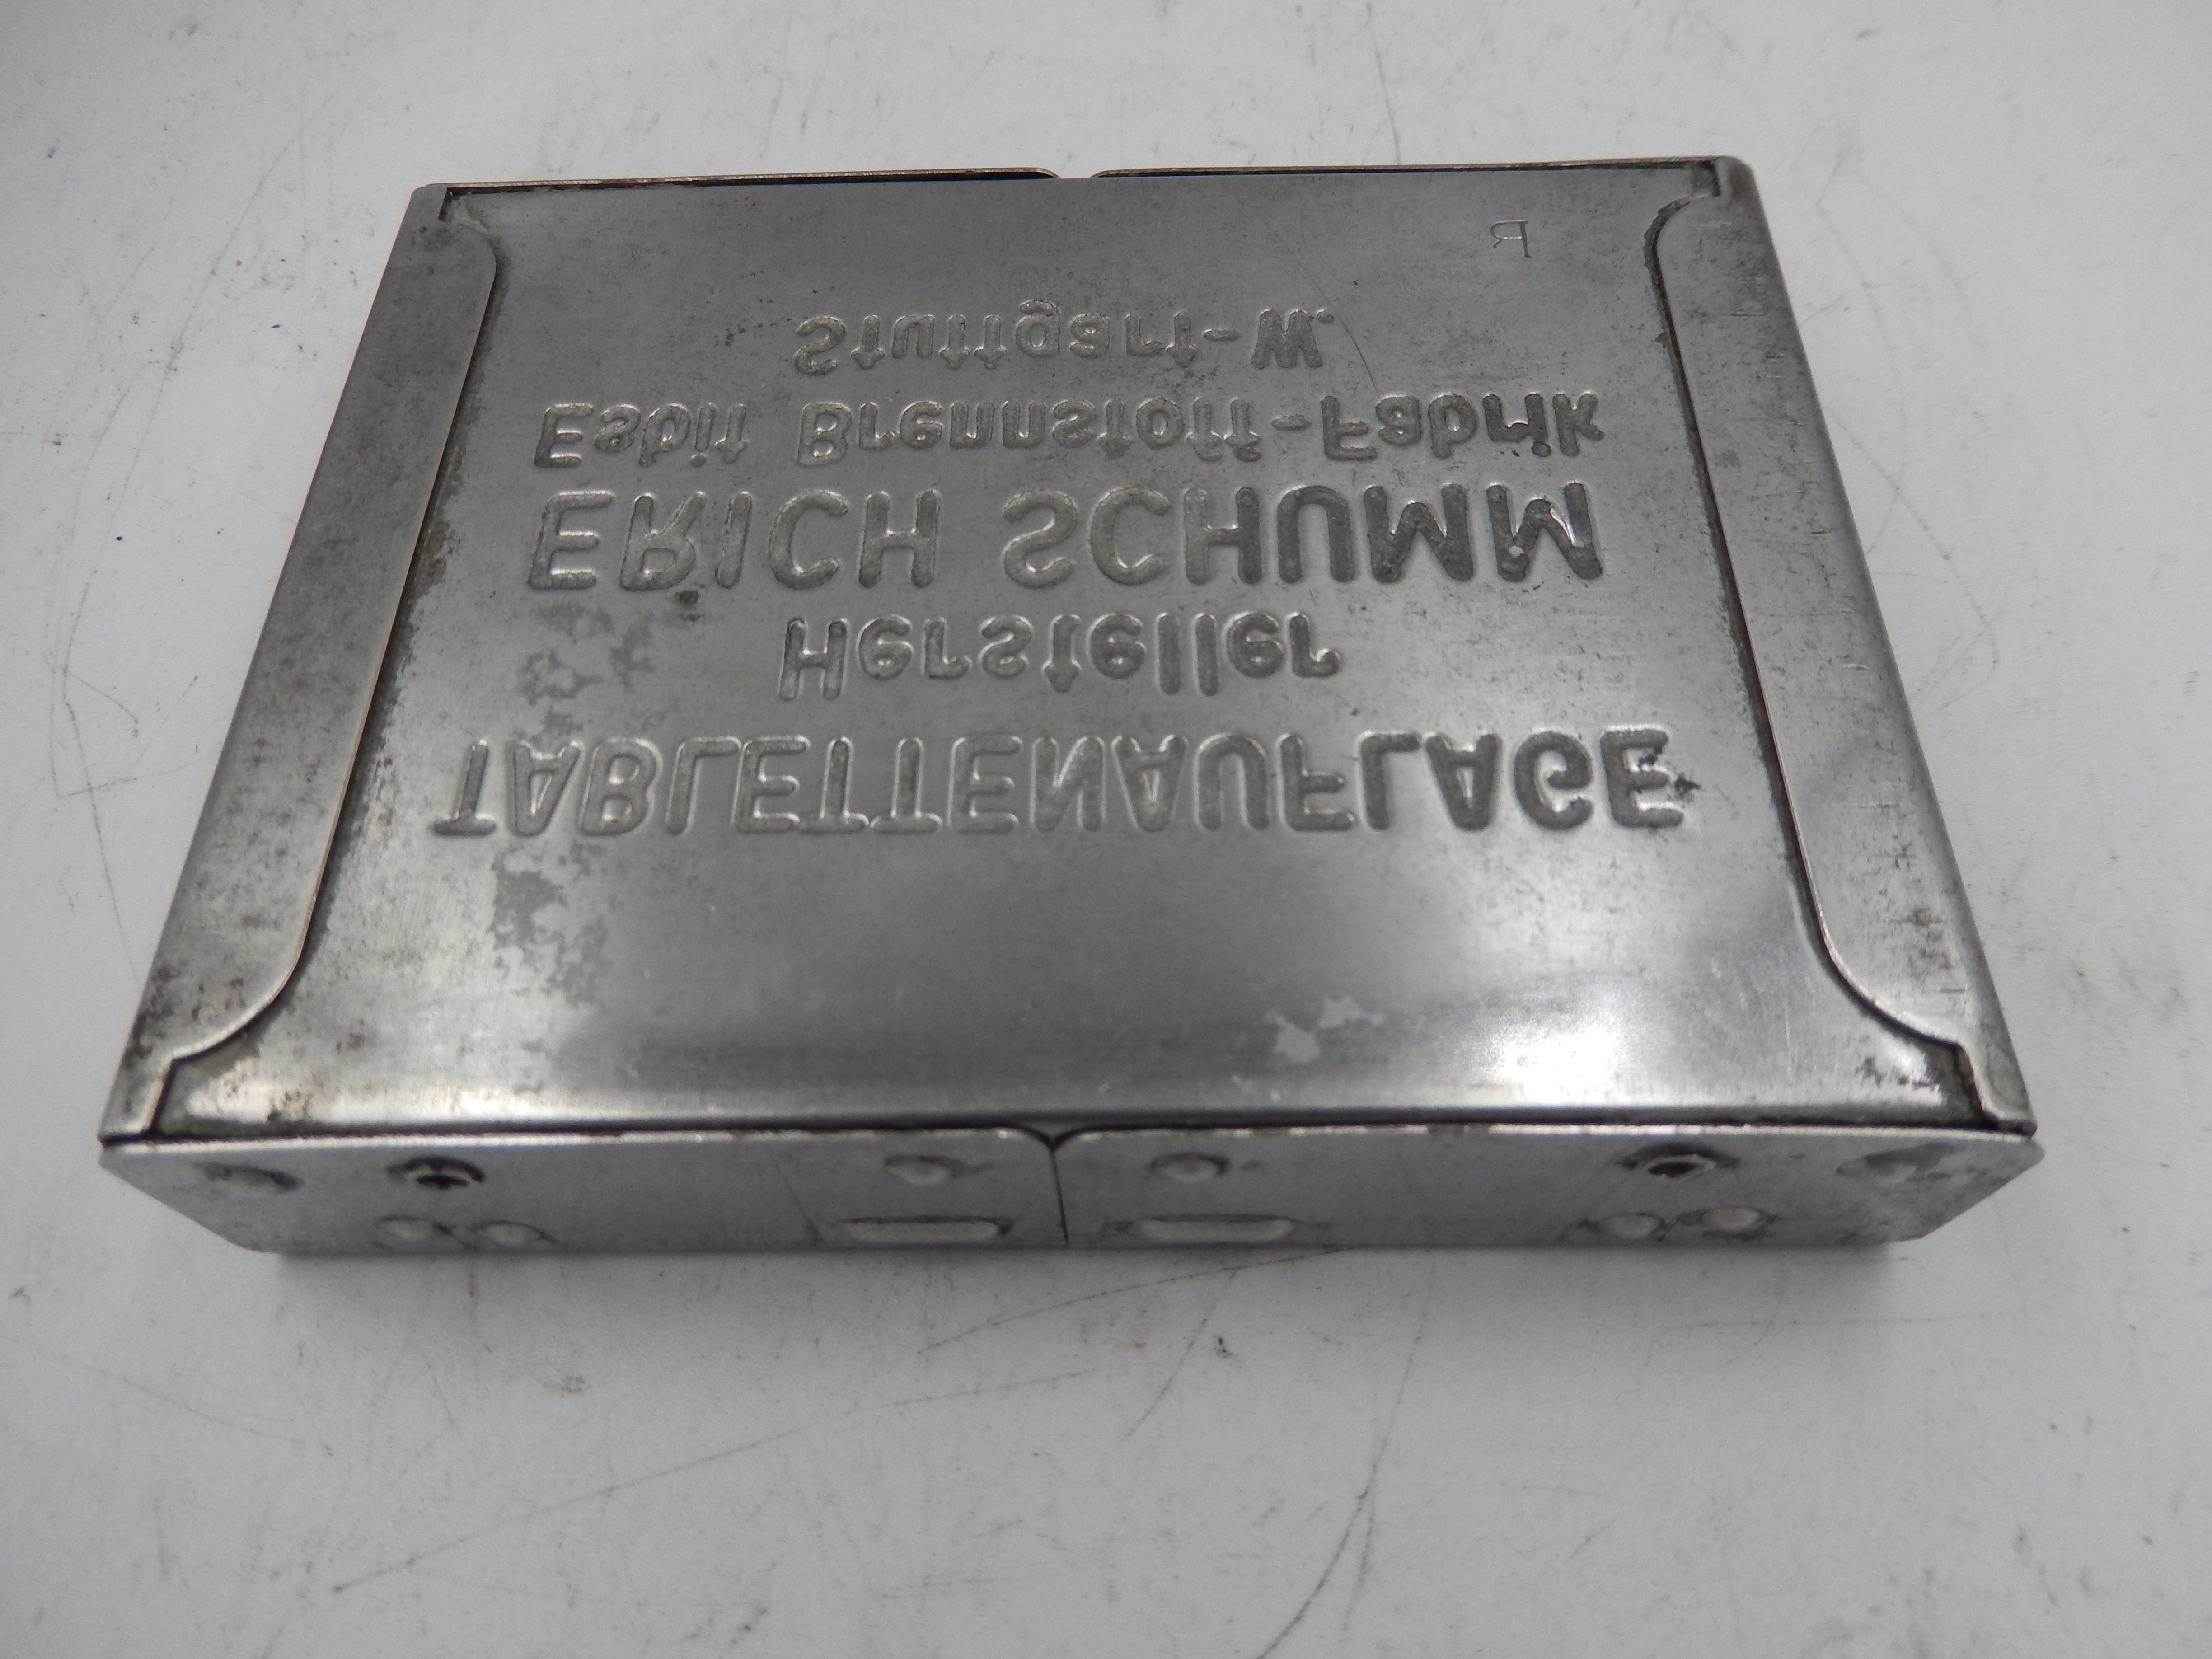 TABLETTENAUFLAGE
Hersteller
ERICH SCHUMM
Esbit Brennstoff-Fabrik
Stuttgart-W.
R